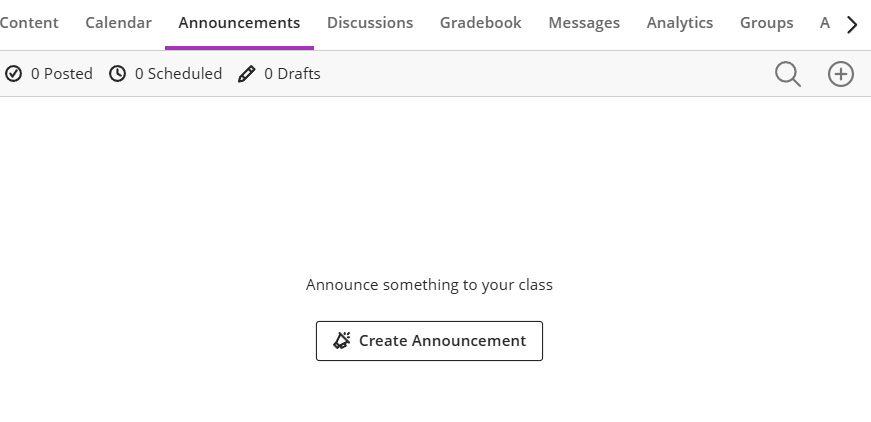 Content Calendar Announcements Discussions Gradebook Messages Analytics Groups A
0 Posted 0 Scheduled 0 Drafts
Announce something to your class
Create Announcement